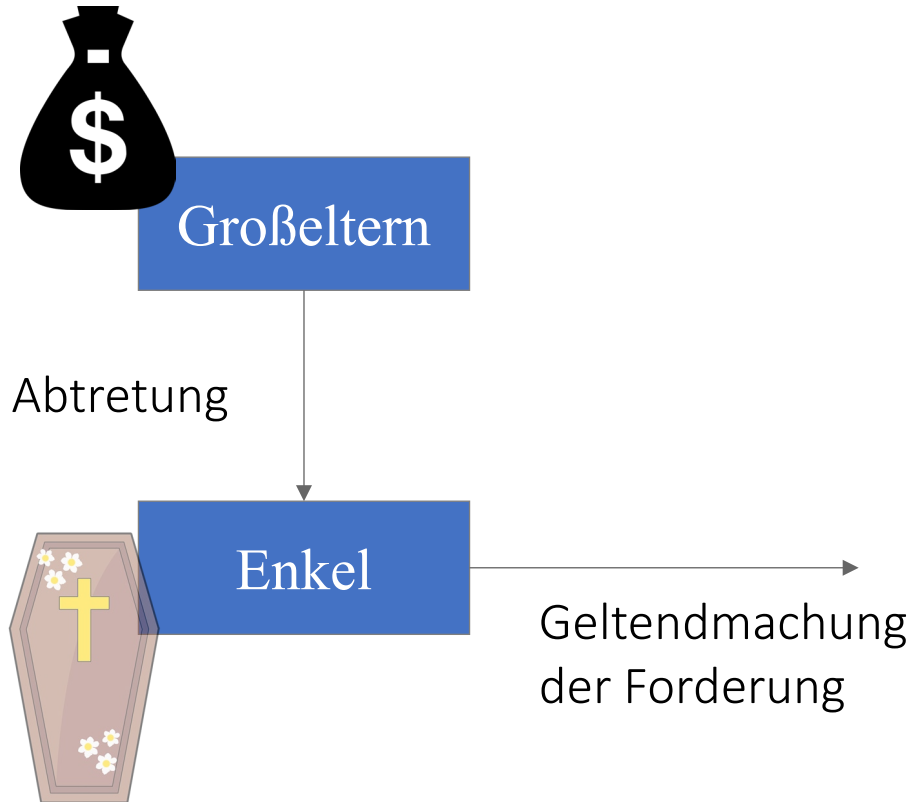 $
Großeltern
Abtretung
Enkel
Geltendmachung
der Forderung